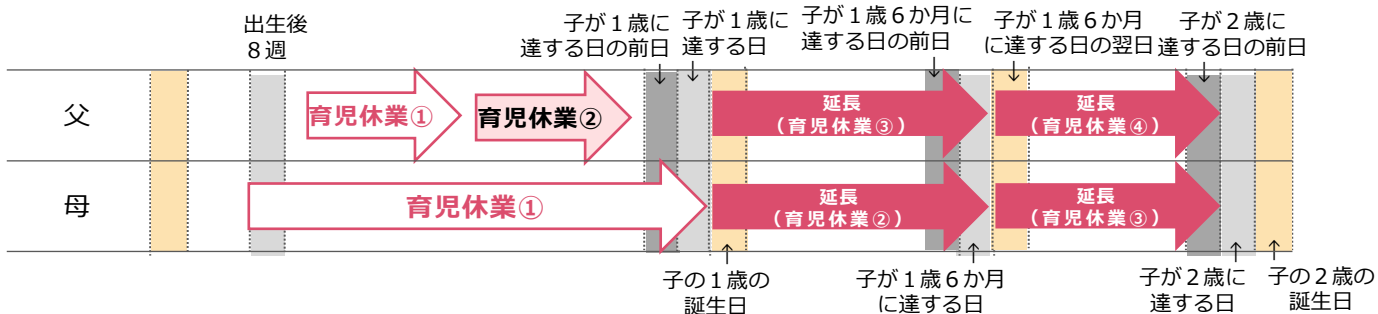 出生後
８週
子が１歳に
達する日の前日
子が１歳に
達する日
子が１歳６か月に
達する日の前日
子が１歳６か月
に達する日の翌日
子が２歳に
達する日の前日
父
育児休業①
育児休業②
延長
（育児休業③）
延長
（育児休業④）
母
育児休業①
延長
（育児休業②）
延長
（育児休業③）
子の１歳の
誕生日
子が１歳６か月
に達する日
子が２歳に
達する日
子の２歳の
誕生日